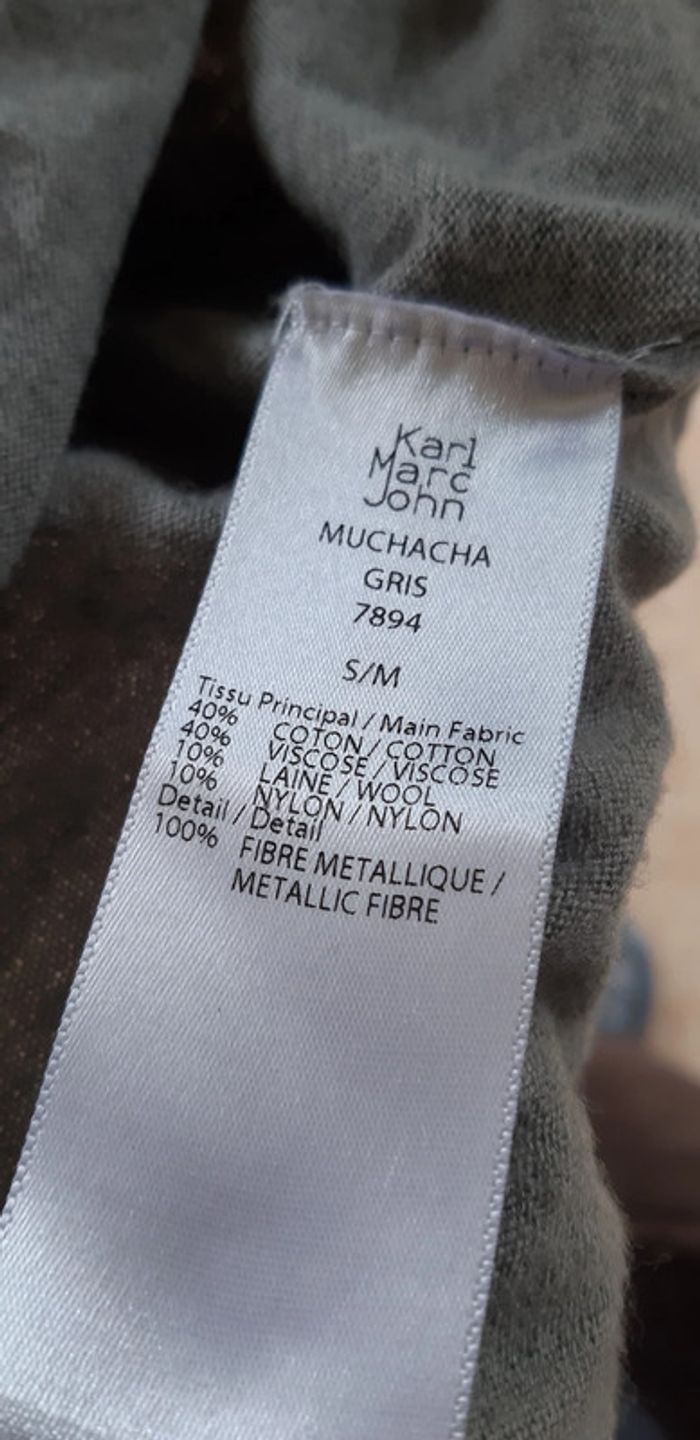 Karl
Marc
John
MUCHACHA
GRIS
7894
S/M
Tissu Principal / Main Fabric
40% COTON / COTTON
40% VISCOSE / VISCOSE
10% LAINE / WOOL
10% NYLON / NYLON
Detail / Detail
100% FIBRE METALLIQUE /
METALLIC FIBRE